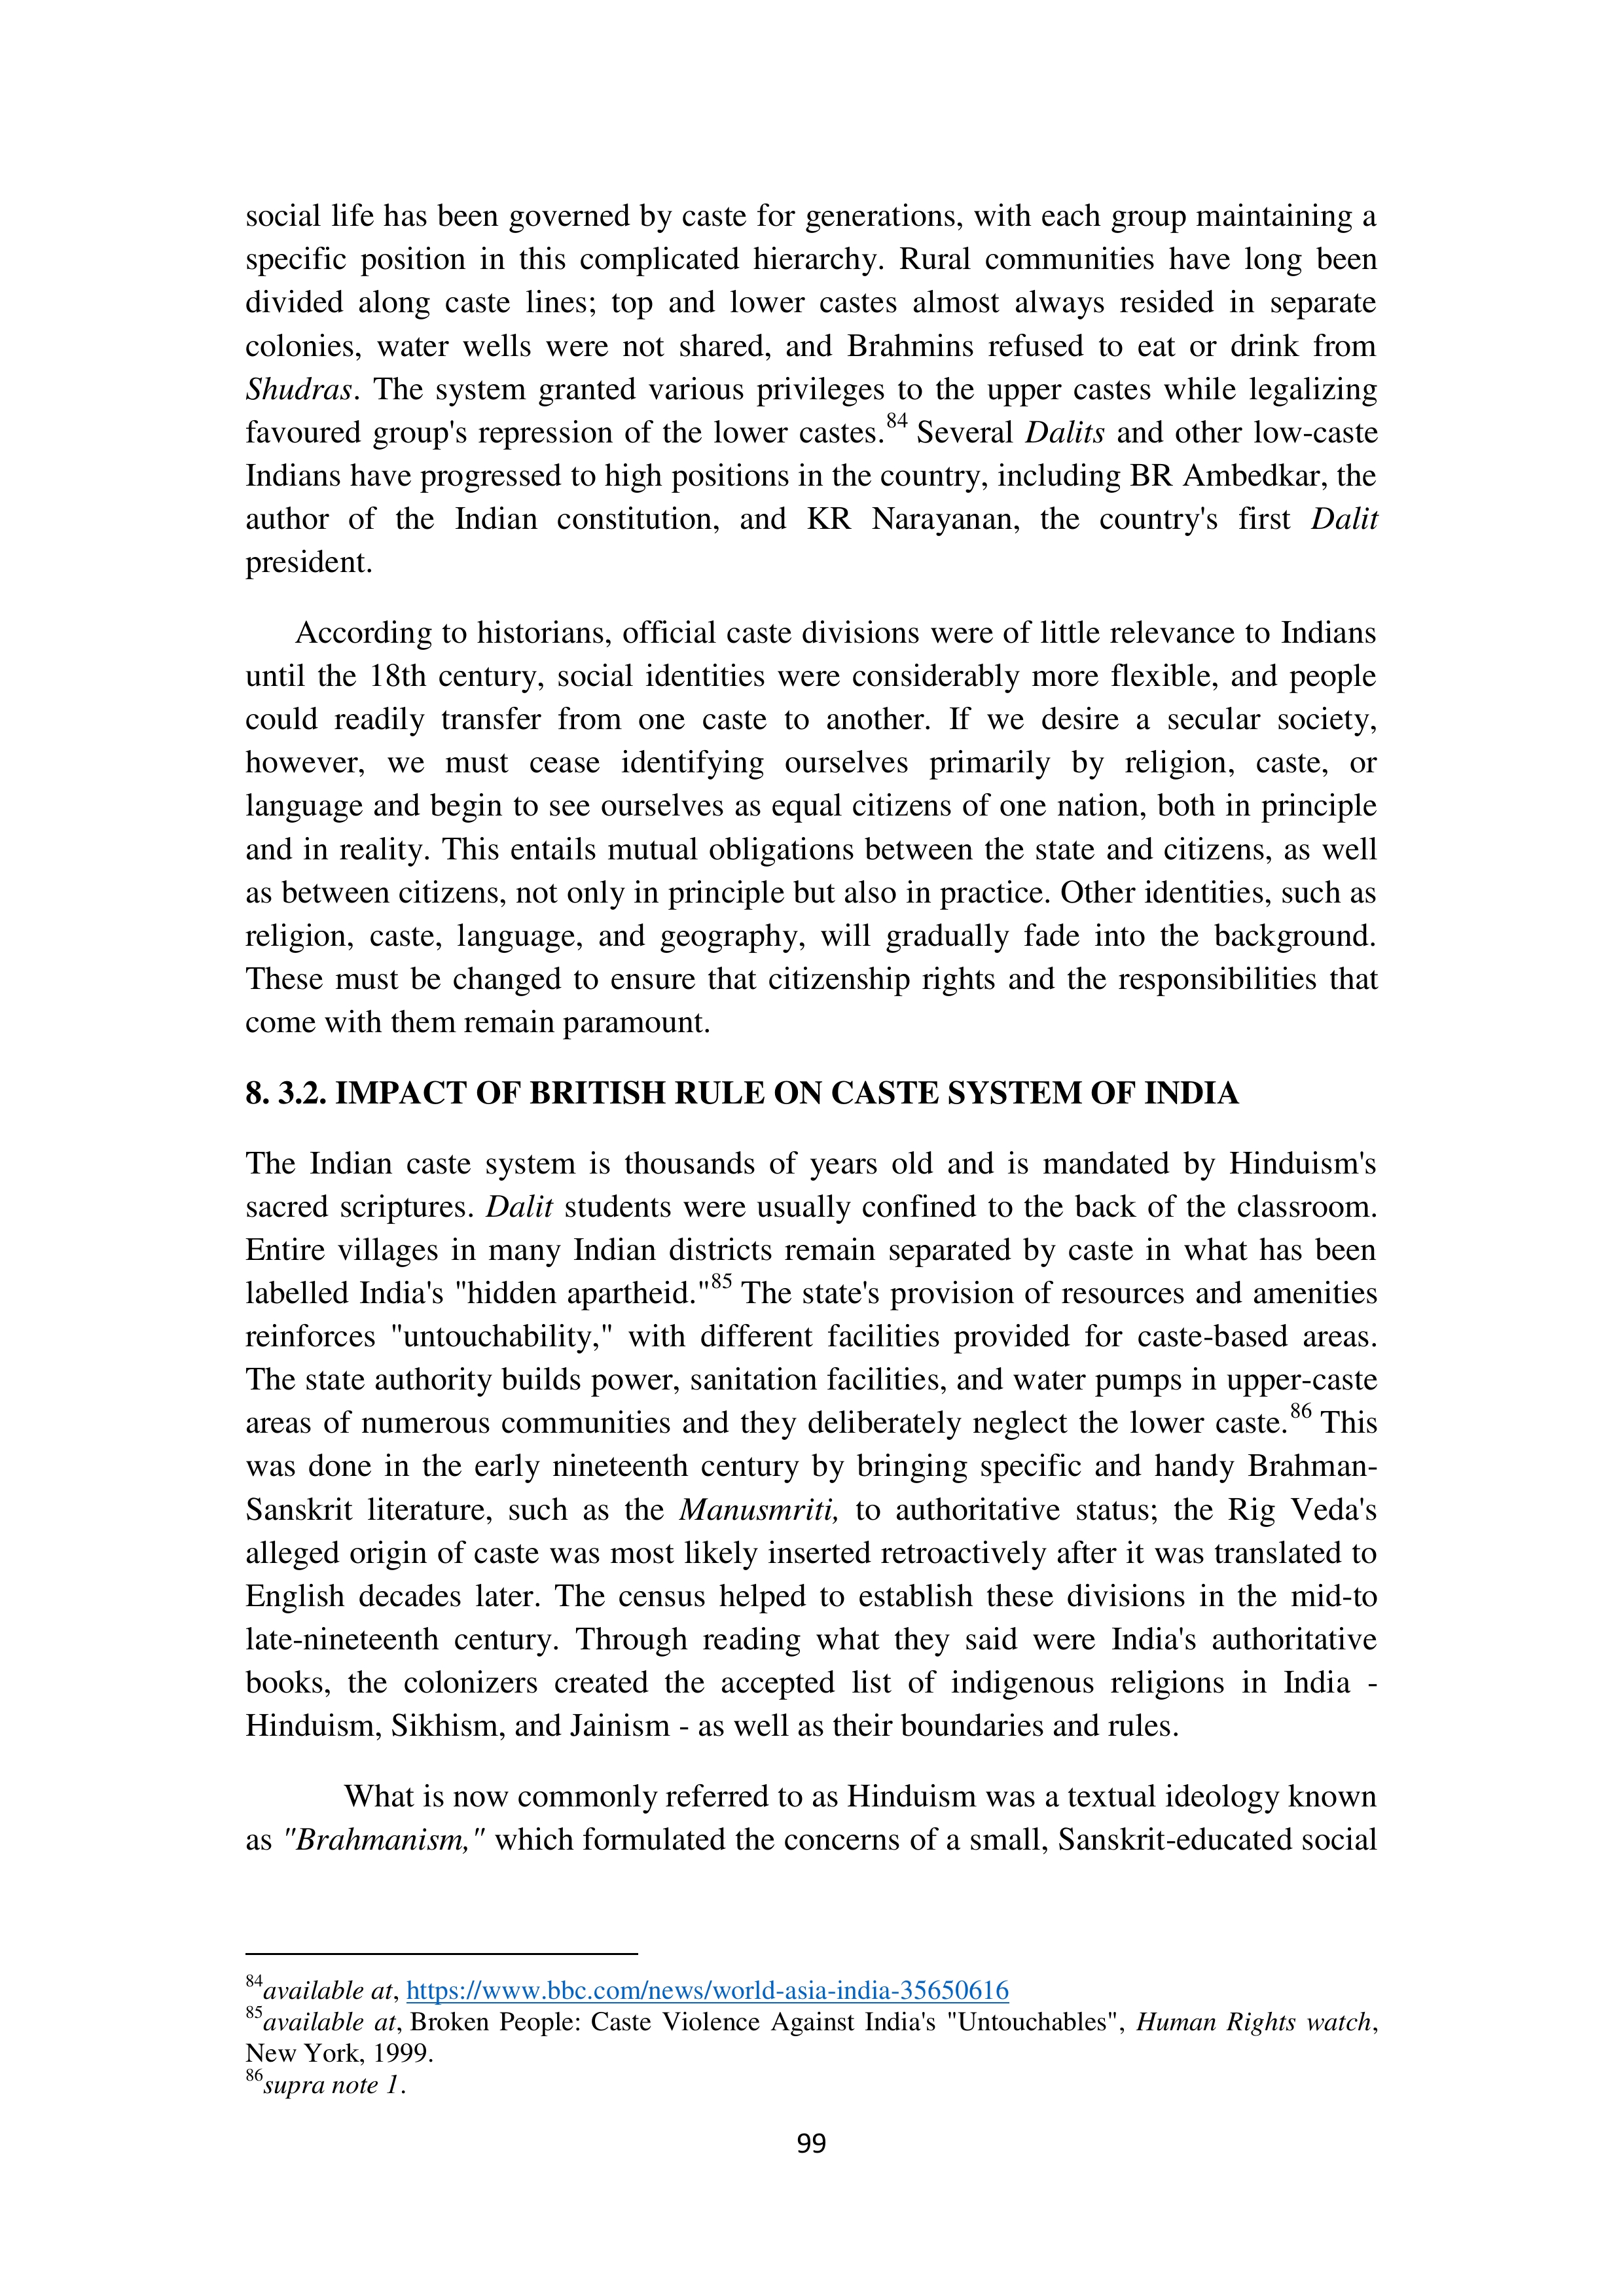 social life has been governed by caste for generations, with each group maintaining a
specific position in this complicated hierarchy. Rural communities have long been
divided along caste lines; top and lower castes almost always resided in separate
colonies, water wells were not shared, and Brahmins refused to eat or drink from
Shudras. The system granted various privileges to the upper castes while legalizing
favoured group's repression of the lower castes.84 Several Dalits and other low-caste
Indians have progressed to high positions in the country, including BR Ambedkar, the
author of the Indian constitution, and KR Narayanan, the country's first Dalit
president.
According to historians, official caste divisions were of little relevance to Indians
until the 18th century, social identities were considerably more flexible, and people
could readily transfer from one caste to another. If we desire a secular society,
however, we must cease identifying ourselves primarily by religion, caste, or
language and begin to see ourselves as equal citizens of one nation, both in principle
and in reality. This entails mutual obligations between the state and citizens, as well
as between citizens, not only in principle but also in practice. Other identities, such as
religion, caste, language, and geography, will gradually fade into the background.
These must be changed to ensure that citizenship rights and the responsibilities that
come with them remain paramount.
8. 3.2. IMPACT OF BRITISH RULE ON CASTE SYSTEM OF INDIA
The Indian caste system is thousands of years old and is mandated by Hinduism's
sacred scriptures. Dalit students were usually confined to the back of the classroom.
Entire villages in many Indian districts remain separated by caste in what has been
labelled India's "hidden apartheid."85 The state's provision of resources and amenities
reinforces "untouchability," with different facilities provided for caste-based areas.
The state authority builds power, sanitation facilities, and water pumps in upper-caste
areas of numerous communities and they deliberately neglect the lower caste.86 This
was done in the early nineteenth century by bringing specific and handy Brahman-
Sanskrit literature, such as the Manusmriti, to authoritative status; the Rig Veda's
alleged origin of caste was most likely inserted retroactively after it was translated to
English decades later. The census helped to establish these divisions in the mid-to
late-nineteenth century. Through reading what they said were India's authoritative
books, the colonizers created the accepted list of indigenous religions in India -
Hinduism, Sikhism, and Jainism - as well as their boundaries and rules.
What is now commonly referred to as Hinduism was a textual ideology known
as "Brahmanism," which formulated the concerns of a small, Sanskrit-educated social
84available at, https://www.bbc.com/news/world-asia-india-35650616
85available at, Broken People: Caste Violence Against India's "Untouchables", Human Rights watch,
New York, 1999.
86supra note 1.
99